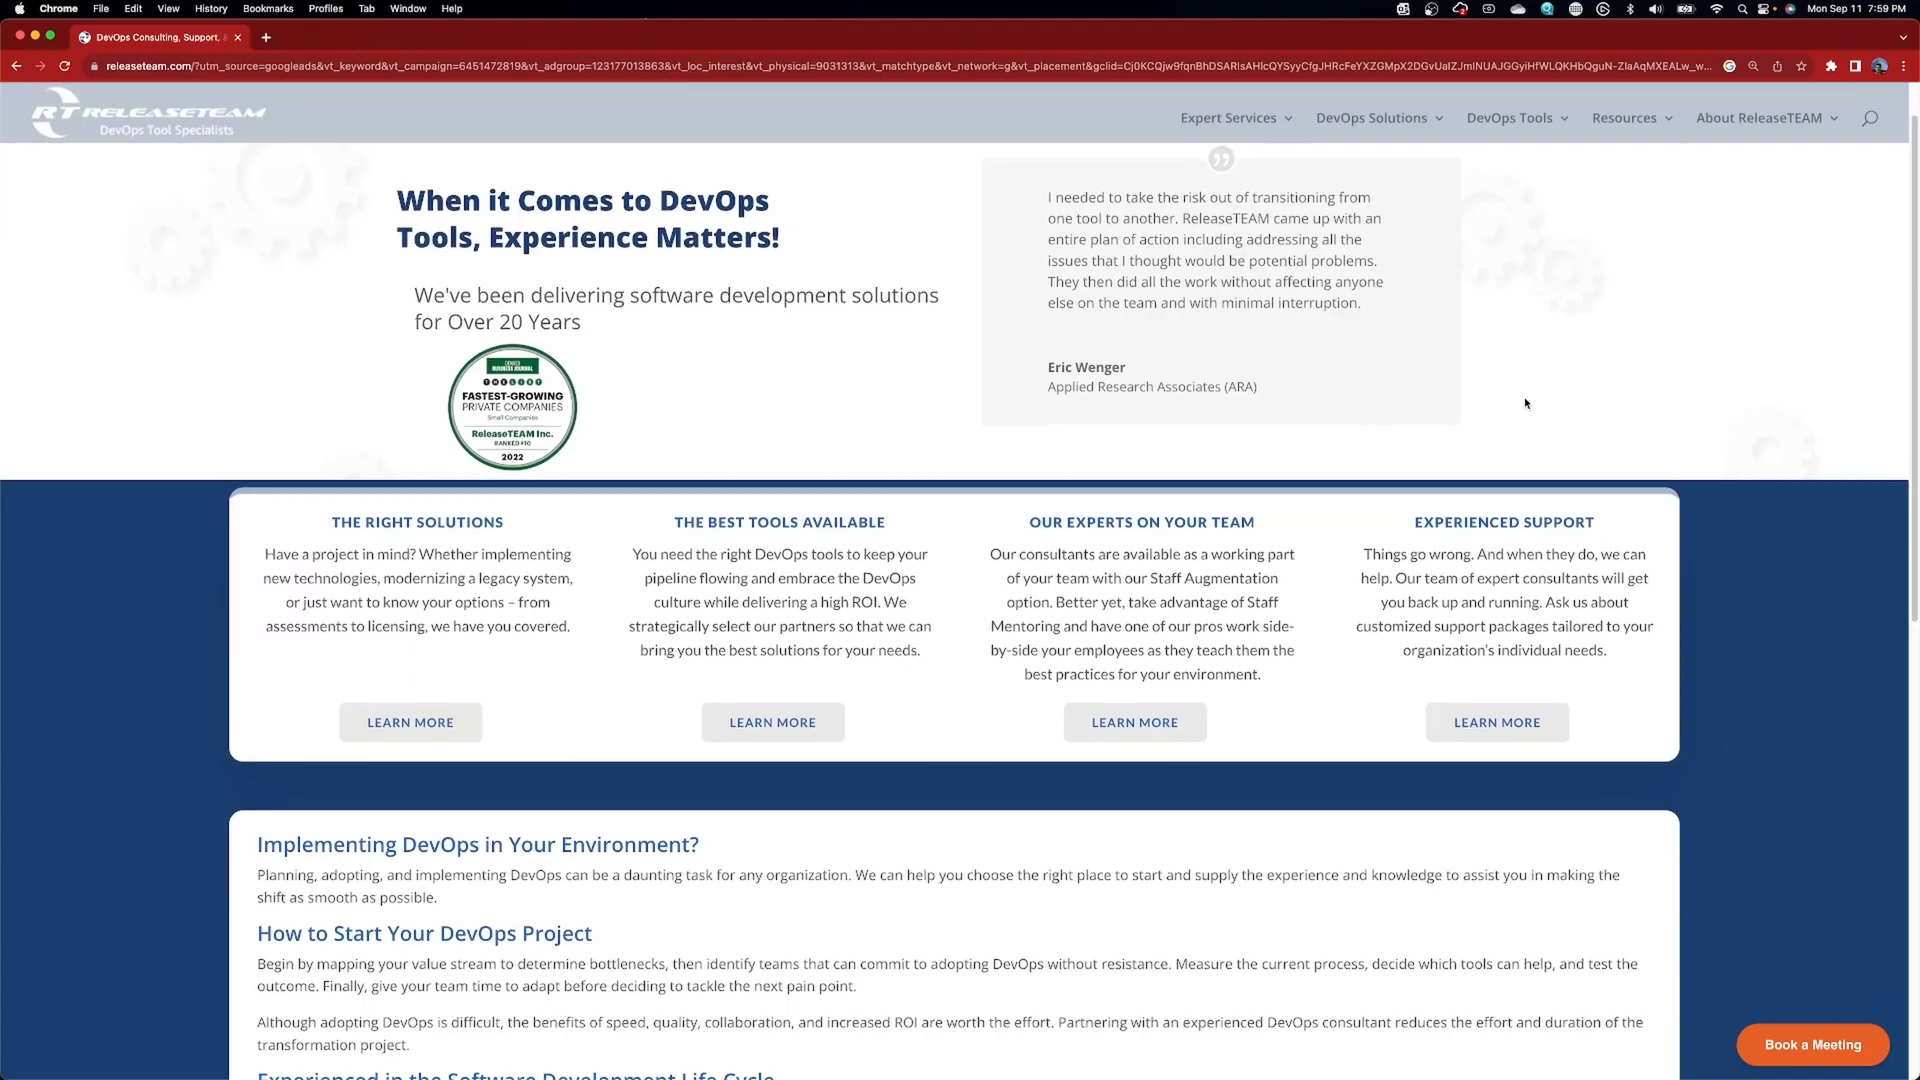 Chrome File Edit View History Bookmarks Profiles Tab Window Help
Mon Sep 11 7:59 PM
DevOps Consulting, Support,
releaseteam.com/?utm_source=googleads&vt_keyword&vt_campaign=6451472819&vt_adgroup=123177013863&vt_loc_interest&vt_physical=9031313&vt_matchtype&vt_network=g&vt_placement&gclid=
RT RELEASETEAM
DevOps Tool Specialists
Expert Services DevOps Solutions DevOps Tools Resources About ReleaseTEAM
When it Comes to DevOps
Tools, Experience Matters!
We've been delivering software development solutions
for Over 20 Years
BUSINESS JOURNAL
THE LIST
FASTEST-GROWING
PRIVATE COMPANIES
Small Companies
ReleaseTEAM Inc.
RANKED #10
2022
I needed to take the risk out of transitioning from
one tool to another. ReleaseTEAM came up with an
entire plan of action including addressing all the
issues that I thought would be potential problems.
They then did all the work without affecting anyone
else on the team and with minimal interruption.
Eric Wenger
Applied Research Associates (ARA)
THE RIGHT SOLUTIONS
Have a project in mind? Whether implementing
new technologies, modernizing a legacy system,
or just want to know your options – from
assessments to licensing, we have you covered.
LEARN MORE
THE BEST TOOLS AVAILABLE
You need the right DevOps tools to keep your
pipeline flowing and embrace the DevOps
culture while delivering a high ROI. We
strategically select our partners so that we can
bring you the best solutions for your needs.
LEARN MORE
OUR EXPERTS ON YOUR TEAM
Our consultants are available as a working part
of your team with our Staff Augmentation
option. Better yet, take advantage of Staff
Mentoring and have one of our pros work side-
by-side your employees as they teach them the
best practices for your environment.
LEARN MORE
EXPERIENCED SUPPORT
Things go wrong. And when they do, we can
help. Our team of expert consultants will get
you back up and running. Ask us about
customized support packages tailored to your
organization's individual needs.
LEARN MORE
Implementing DevOps in Your Environment?
Planning, adopting, and implementing DevOps can be a daunting task for any organization. We can help you choose the right place to start and supply the experience and knowledge to assist you in making the
shift as smooth as possible.
How to Start Your DevOps Project
Begin by mapping your value stream to determine bottlenecks, then identify teams that can commit to adopting DevOps without resistance. Measure the current process, decide which tools can help, and test the
outcome. Finally, give your team time to adapt before deciding to tackle the next pain point.
Although adopting DevOps is difficult, the benefits of speed, quality, collaboration, and increased ROI are worth the effort. Partnering with an experienced DevOps consultant reduces the effort and duration of the
transformation project.
Experienced in the Software Development Life Cycle
Book a Meeting